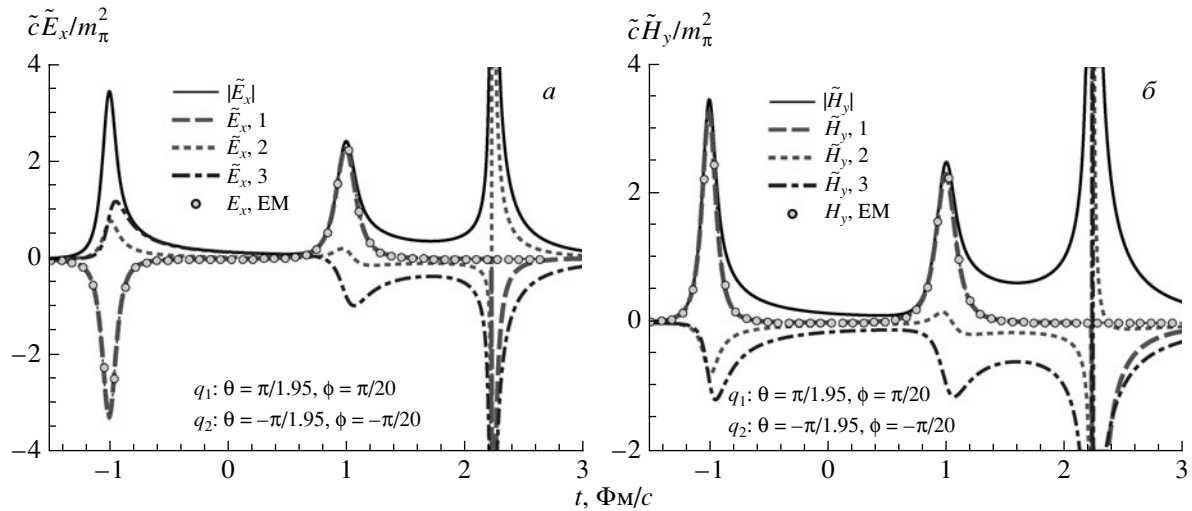 c̃Ẽₓ/m²π
4
2
0
−2
−4
−1 0 1 2 3
а
|Ẽₓ|
Ẽₓ, 1
Ẽₓ, 2
Ẽₓ, 3
Eₓ, EM
q₁: θ = π/1.95, ϕ = π/20
q₂: θ = −π/1.95, ϕ = −π/20
c̃H̃y/m²π
4
2
0
−2
−1 0 1 2 3
б
|H̃y|
H̃y, 1
H̃y, 2
H̃y, 3
Hy, EM
q₁: θ = π/1.95, ϕ = π/20
q₂: θ = −π/1.95, ϕ = −π/20
t, Фм/c